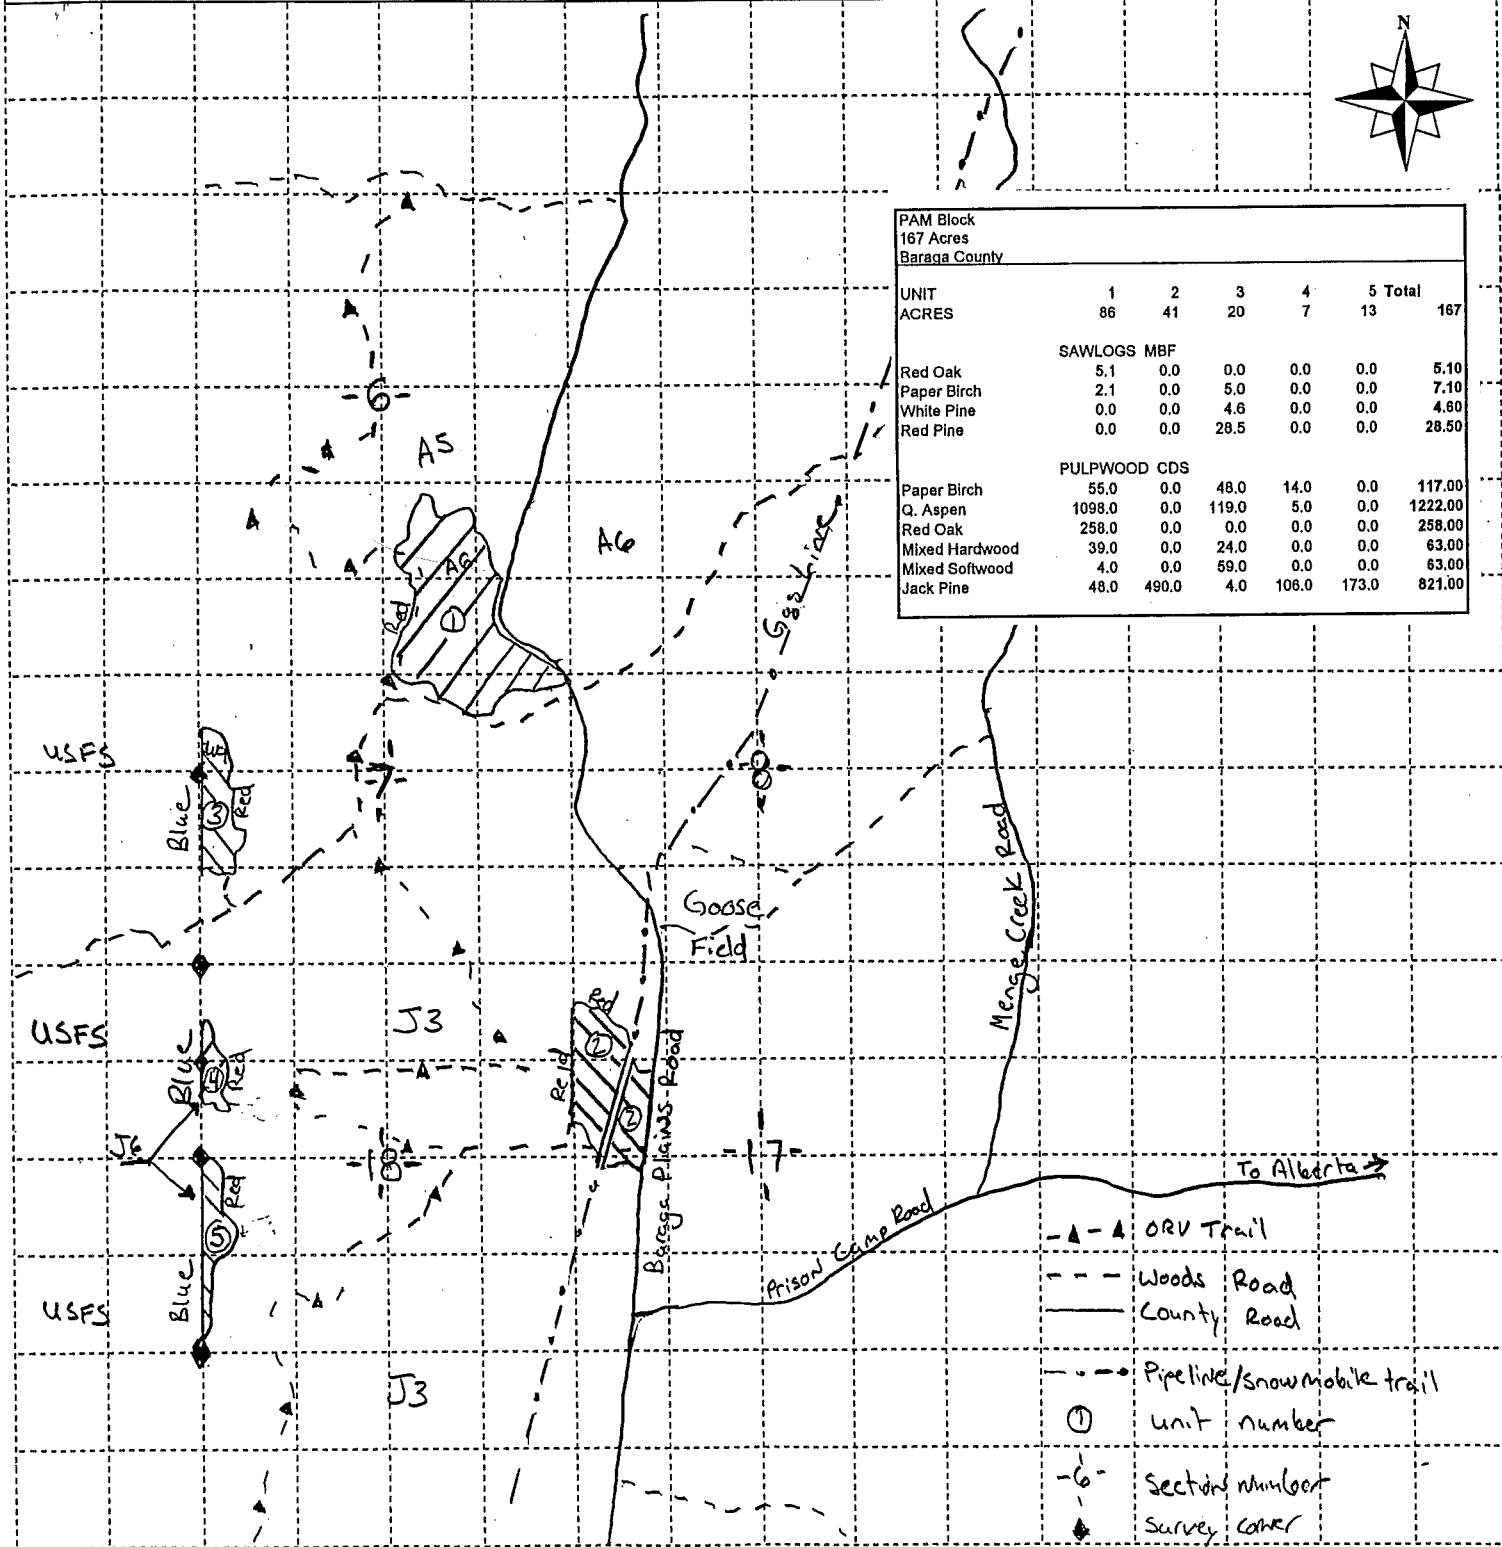 N
PAM Block
167 Acres
Baraga County
UNIT 1 2 3 4 5 Total
ACRES 86 41 20 7 13 167
SAWLOGS MBF
Red Oak 5.1 0.0 0.0 0.0 0.0 5.10
Paper Birch 2.1 0.0 5.0 0.0 0.0 7.10
White Pine 0.0 0.0 4.6 0.0 0.0 4.60
Red Pine 0.0 0.0 28.5 0.0 0.0 28.50
PULPWOOD CDS
Paper Birch 55.0 0.0 48.0 14.0 0.0 117.00
Q. Aspen 1098.0 0.0 119.0 5.0 0.0 1222.00
Red Oak 258.0 0.0 0.0 0.0 0.0 258.00
Mixed Hardwood 39.0 0.0 24.0 0.0 0.0 63.00
Mixed Softwood 4.0 0.0 59.0 0.0 0.0 63.00
Jack Pine 48.0 490.0 4.0 106.0 173.0 821.00
6
A5
A6
A6
Red
1
Gasline
USFS
7
8
3
Red
Blue
Menge Creek Road
Goose
Field
USFS
J3
Red
2
Red
2
Baraga Plains Road
Blue
4
Red
J6
18
17
Red
5
Blue
USFS
J3
To Alberta
Prison Camp Road
ORV Trail
Woods Road
County Road
Pipeline/snowmobile trail
1 unit number
-6- Section number
Survey corner